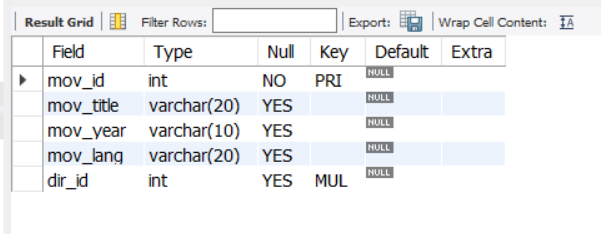 Result Grid Filter Rows: Export: Wrap Cell Content: IA
Field Type Null Key Default Extra
mov_id int NO PRI NULL
mov_title varchar(20) YES NULL
mov_year varchar(10) YES NULL
mov_lang varchar(20) YES NULL
dir_id int YES MUL NULL